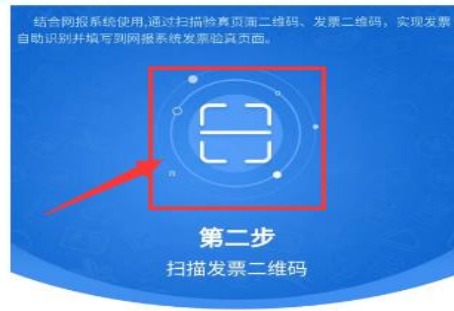 结合网报系统使用,通过扫描验真页面二维码、发票二维码，实现发票
自助识别并填写到网报系统发票验真页面。
第二步
扫描发票二维码